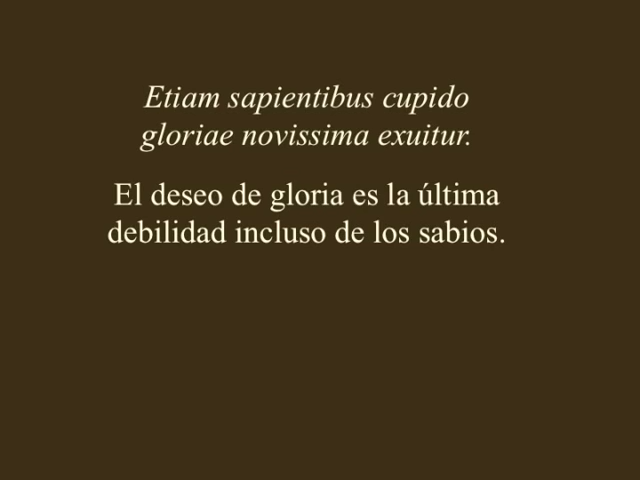 Etiam sapientibus cupido
gloriae novissima exuitur.
El deseo de gloria es la última
debilidad incluso de los sabios.